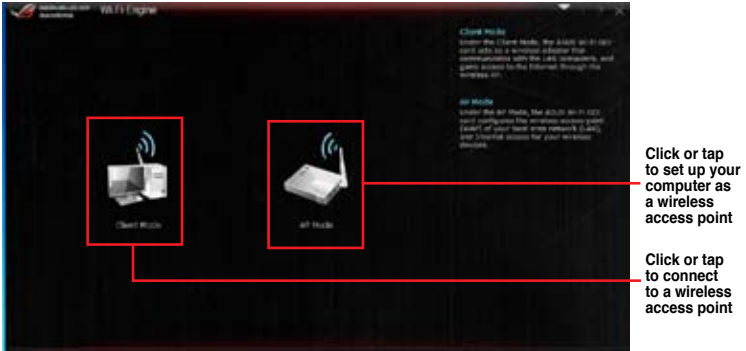 Wi-Fi Engine
Client Mode
Under the Client Mode, the ASUS Wi-Fi GO!
card acts as a wireless adapter that
communicates with the LAN computers, and
gains access to the Internet through the
wireless AP.
AP Mode
Under the AP Mode, the ASUS Wi-Fi GO!
card configures the wireless access point
(WAP) of your local area network (LAN),
and Internet access for your wireless
devices.
Client Mode
AP Mode
Click or tap
to set up your
computer as
a wireless
access point
Click or tap
to connect
to a wireless
access point